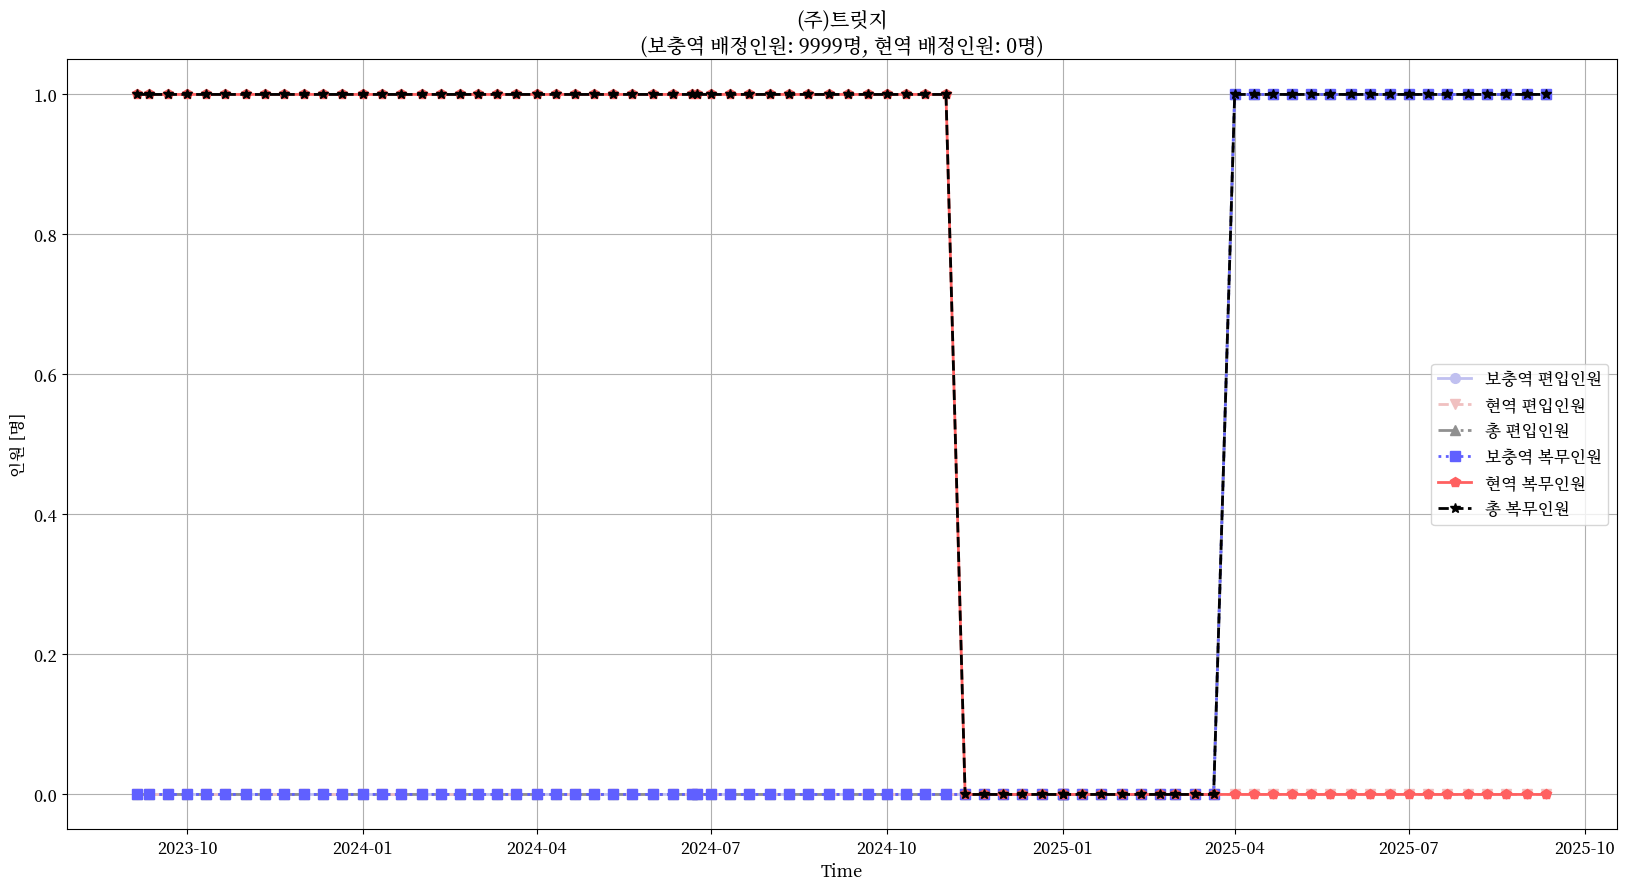 (주)트릿지
(보충역 배정인원: 9999명, 현역 배정인원: 0명)
1.0
0.8
0.6
0.4
0.2
0.0
인원 [명]
보충역 편입인원
현역 편입인원
총 편입인원
보충역 복무인원
현역 복무인원
총 복무인원
2023-10 2024-01 2024-04 2024-07 2024-10 2025-01 2025-04 2025-07 2025-10
Time